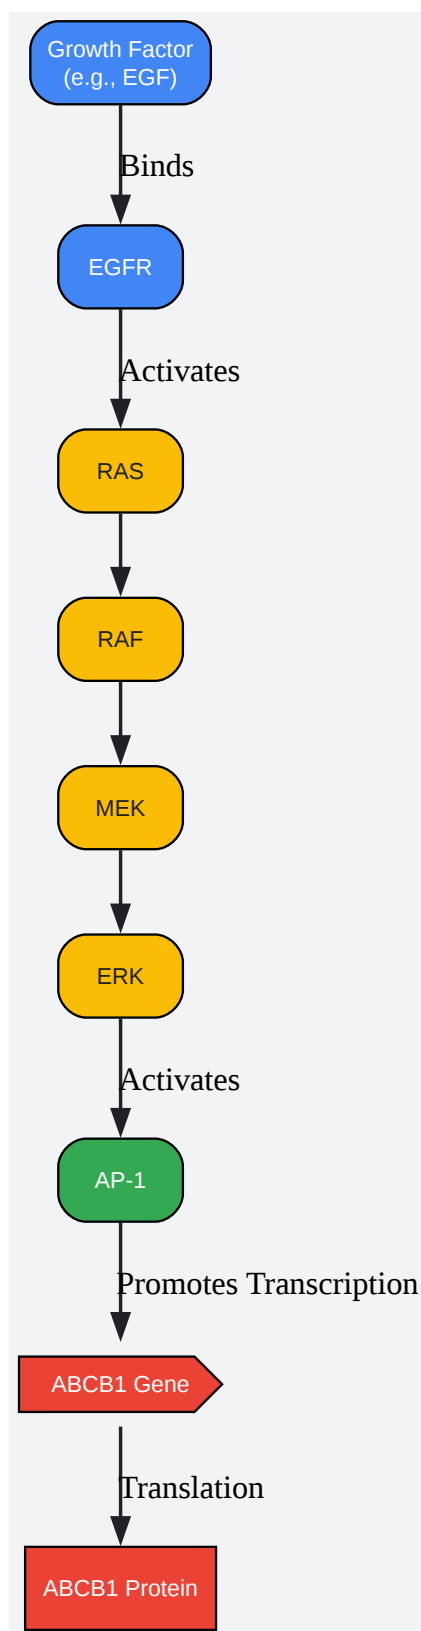 Growth Factor
(e.g., EGF)
Binds
EGFR
Activates
RAS
RAF
MEK
ERK
Activates
AP-1
Promotes Transcription
ABCB1 Gene
Translation
ABCB1 Protein